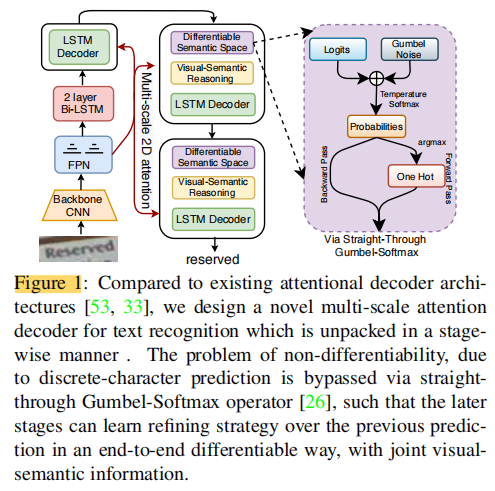 LSTM
Decoder
2 layer
Bi-LSTM
FPN
Backbone
CNN
Reserved
Multi-scale 2D attention
Differentiable
Semantic Space
Visual-Semantic
Reasoning
LSTM Decoder
Differentiable
Semantic Space
Visual-Semantic
Reasoning
LSTM Decoder
reserved
Logits
Gumbel
Noise
Temperature
Softmax
Probabilities
argmax
One Hot
Backward Pass
Forward Pass
Via Straight-Through
Gumbel-Softmax
Figure 1: Compared to existing attentional decoder archi-
tectures [53, 33], we design a novel multi-scale attention
decoder for text recognition which is unpacked in a stage-
wise manner . The problem of non-differentiability, due
to discrete-character prediction is bypassed via straight-
through Gumbel-Softmax operator [26], such that the later
stages can learn refining strategy over the previous predic-
tion in an end-to-end differentiable way, with joint visual-
semantic information.